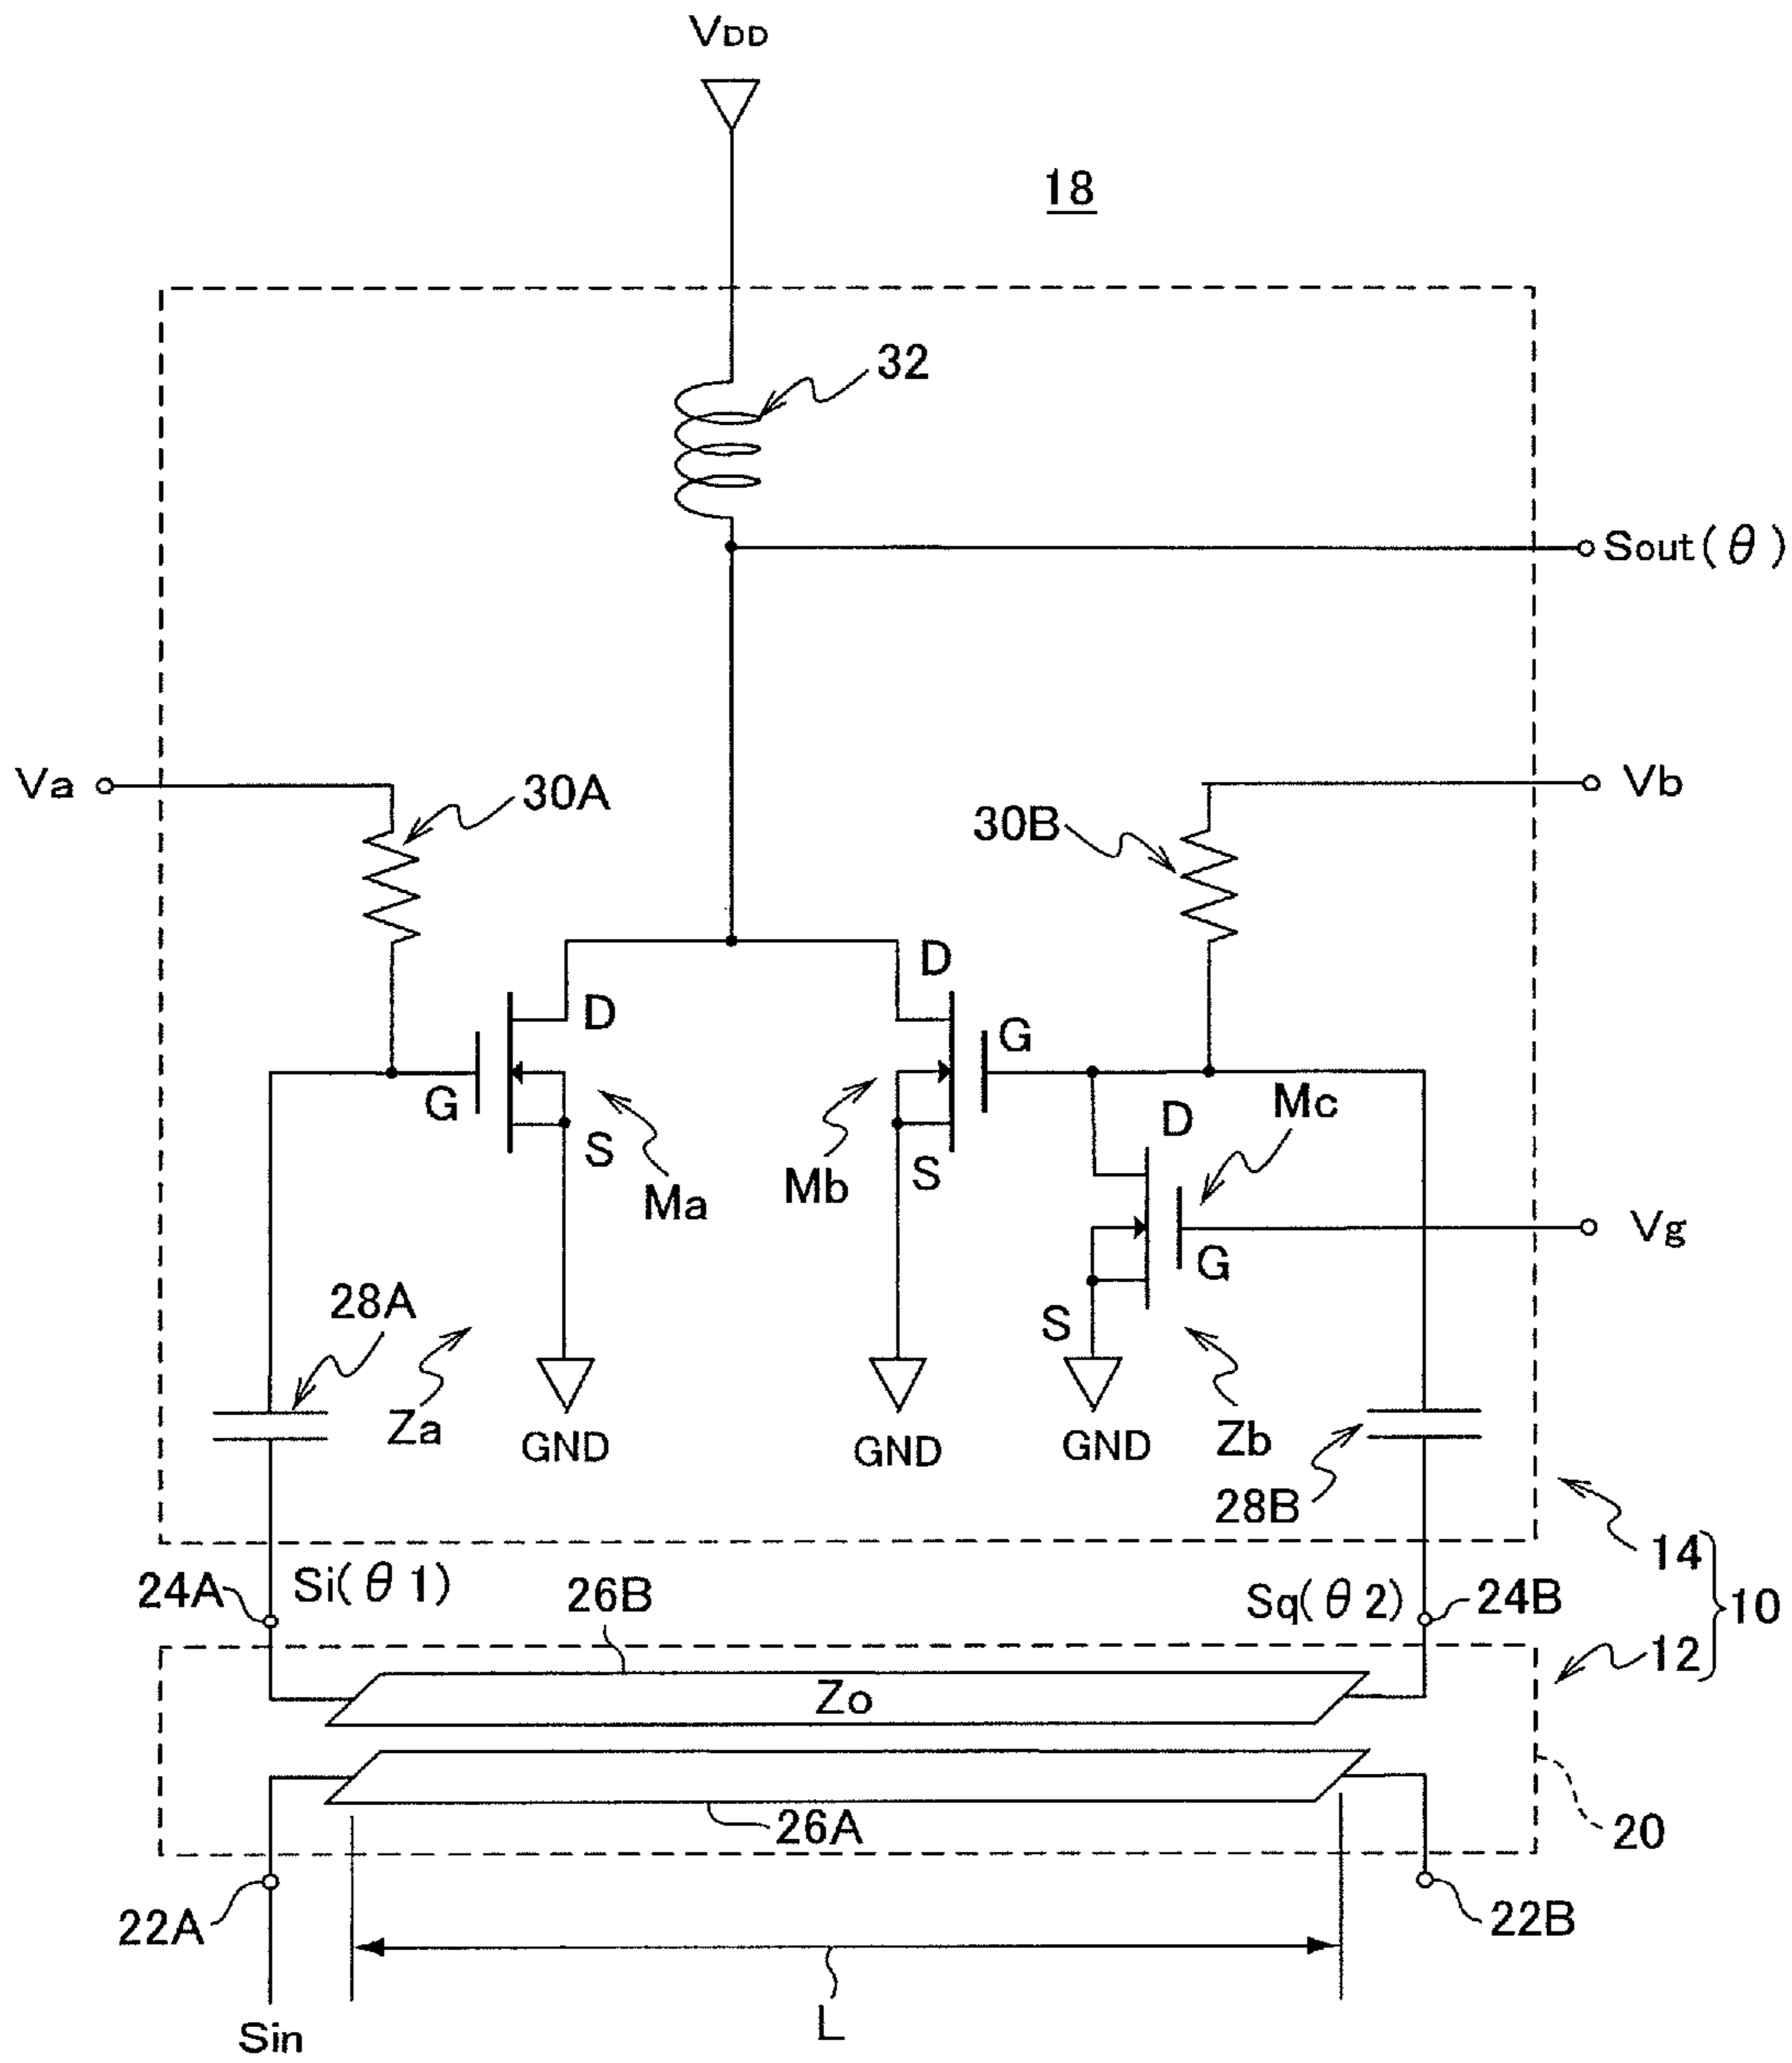 VDD
18
32
Sout(θ)
Va
30A
30B
Vb
D
D
G
G
Mc
D
S
Ma
Mb
S
Vg
G
28A
S
Za
GND
GND
GND
Zb
28B
14
10
24A
Si(θ1)
26B
Sq(θ2)
24B
12
Zo
26A
20
22A
22B
L
Sin